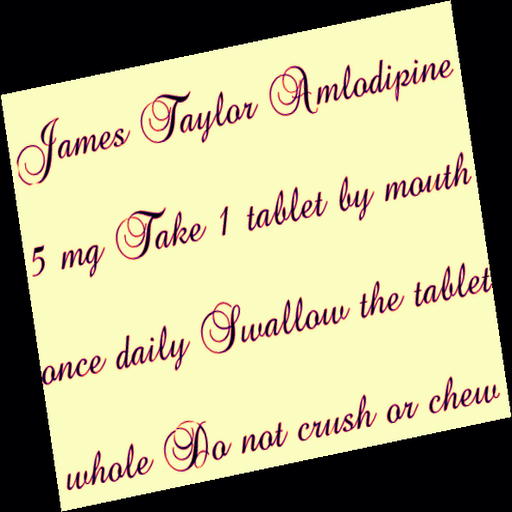 James Taylor Amlodipine
5 mg Take 1 tablet by mouth
once daily Swallow the tablet
whole Do not crush or chew